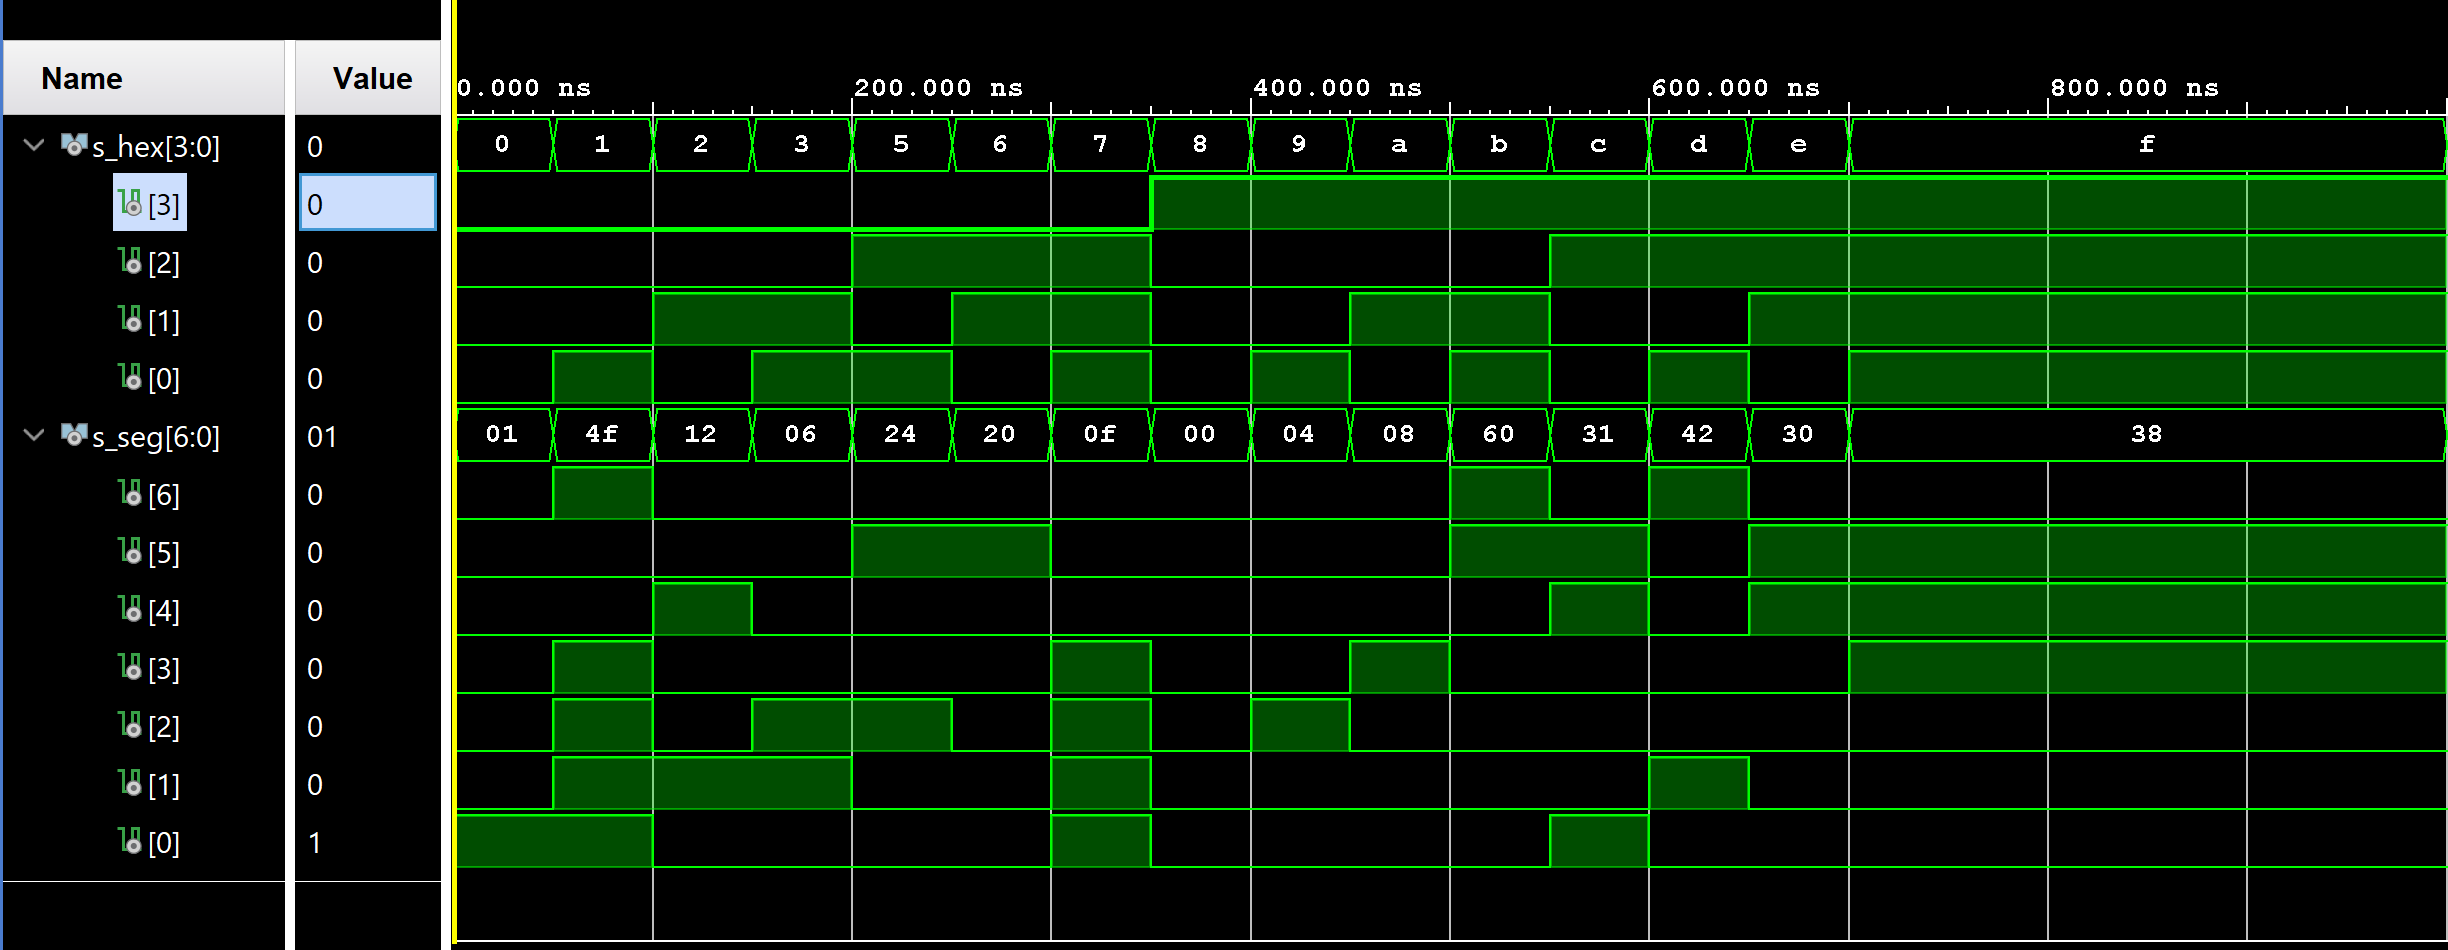 Name Value
0.000 ns 200.000 ns 400.000 ns 600.000 ns 800.000 ns
s_hex[3:0] 0 0 1 2 3 5 6 7 8 9 a b c d e f
[3] 0
[2] 0
[1] 0
[0] 0
s_seg[6:0] 01 01 4f 12 06 24 20 0f 00 04 08 60 31 42 30 38
[6] 0
[5] 0
[4] 0
[3] 0
[2] 0
[1] 0
[0] 1